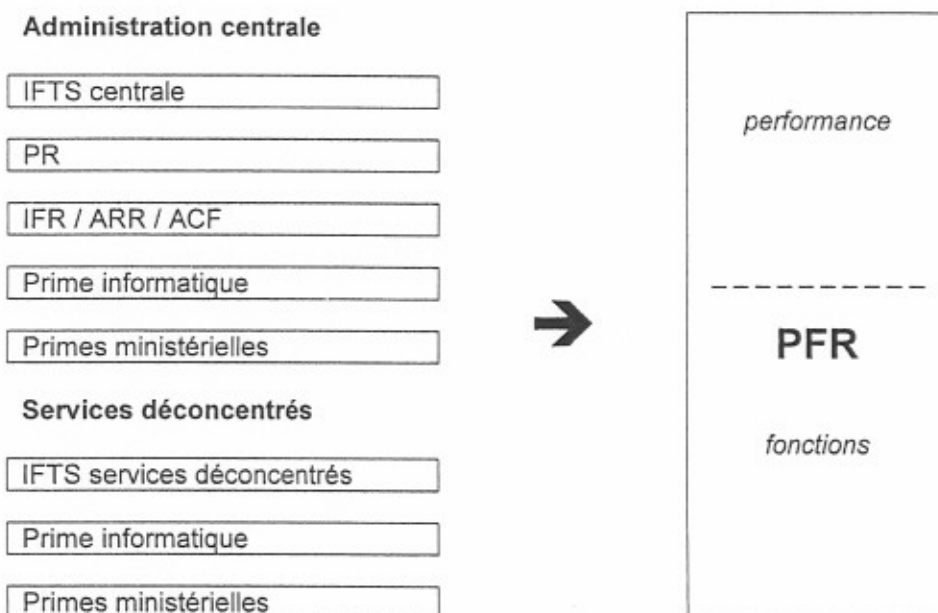 Administration centrale
IFTS centrale
PR
IFR / ARR / ACF
Prime informatique
Primes ministérielles
Services déconcentrés
IFTS services déconcentrés
Prime informatique
Primes ministérielles
performance
PFR
fonctions